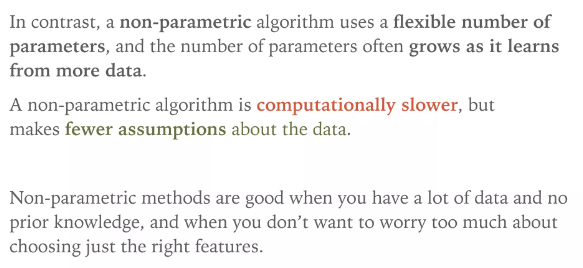 In contrast, a non-parametric algorithm uses a flexible number of
parameters, and the number of parameters often grows as it learns
from more data.
A non-parametric algorithm is computationally slower, but
makes fewer assumptions about the data.
Non-parametric methods are good when you have a lot of data and no
prior knowledge, and when you don’t want to worry too much about
choosing just the right features.